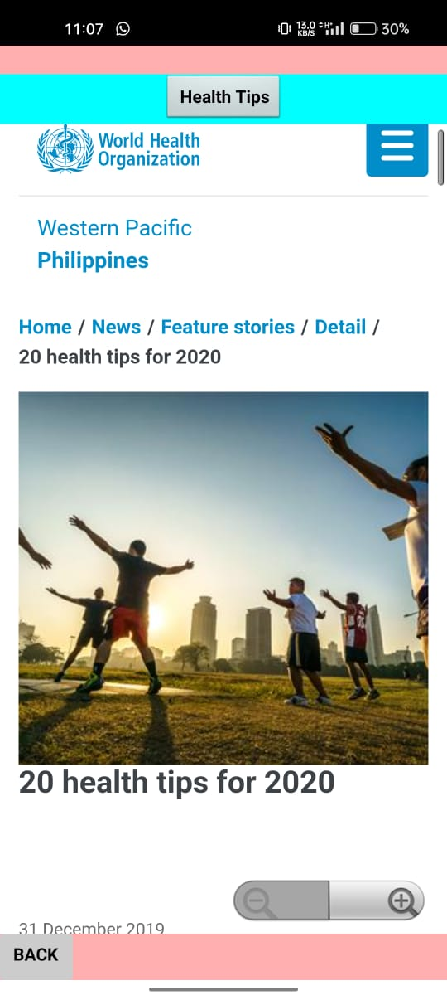 11:07
13.0
KB/S
H+
30%
Health Tips
World Health
Organization
Western Pacific
Philippines
Home / News / Feature stories / Detail /
20 health tips for 2020
20 health tips for 2020
31 December 2019
BACK